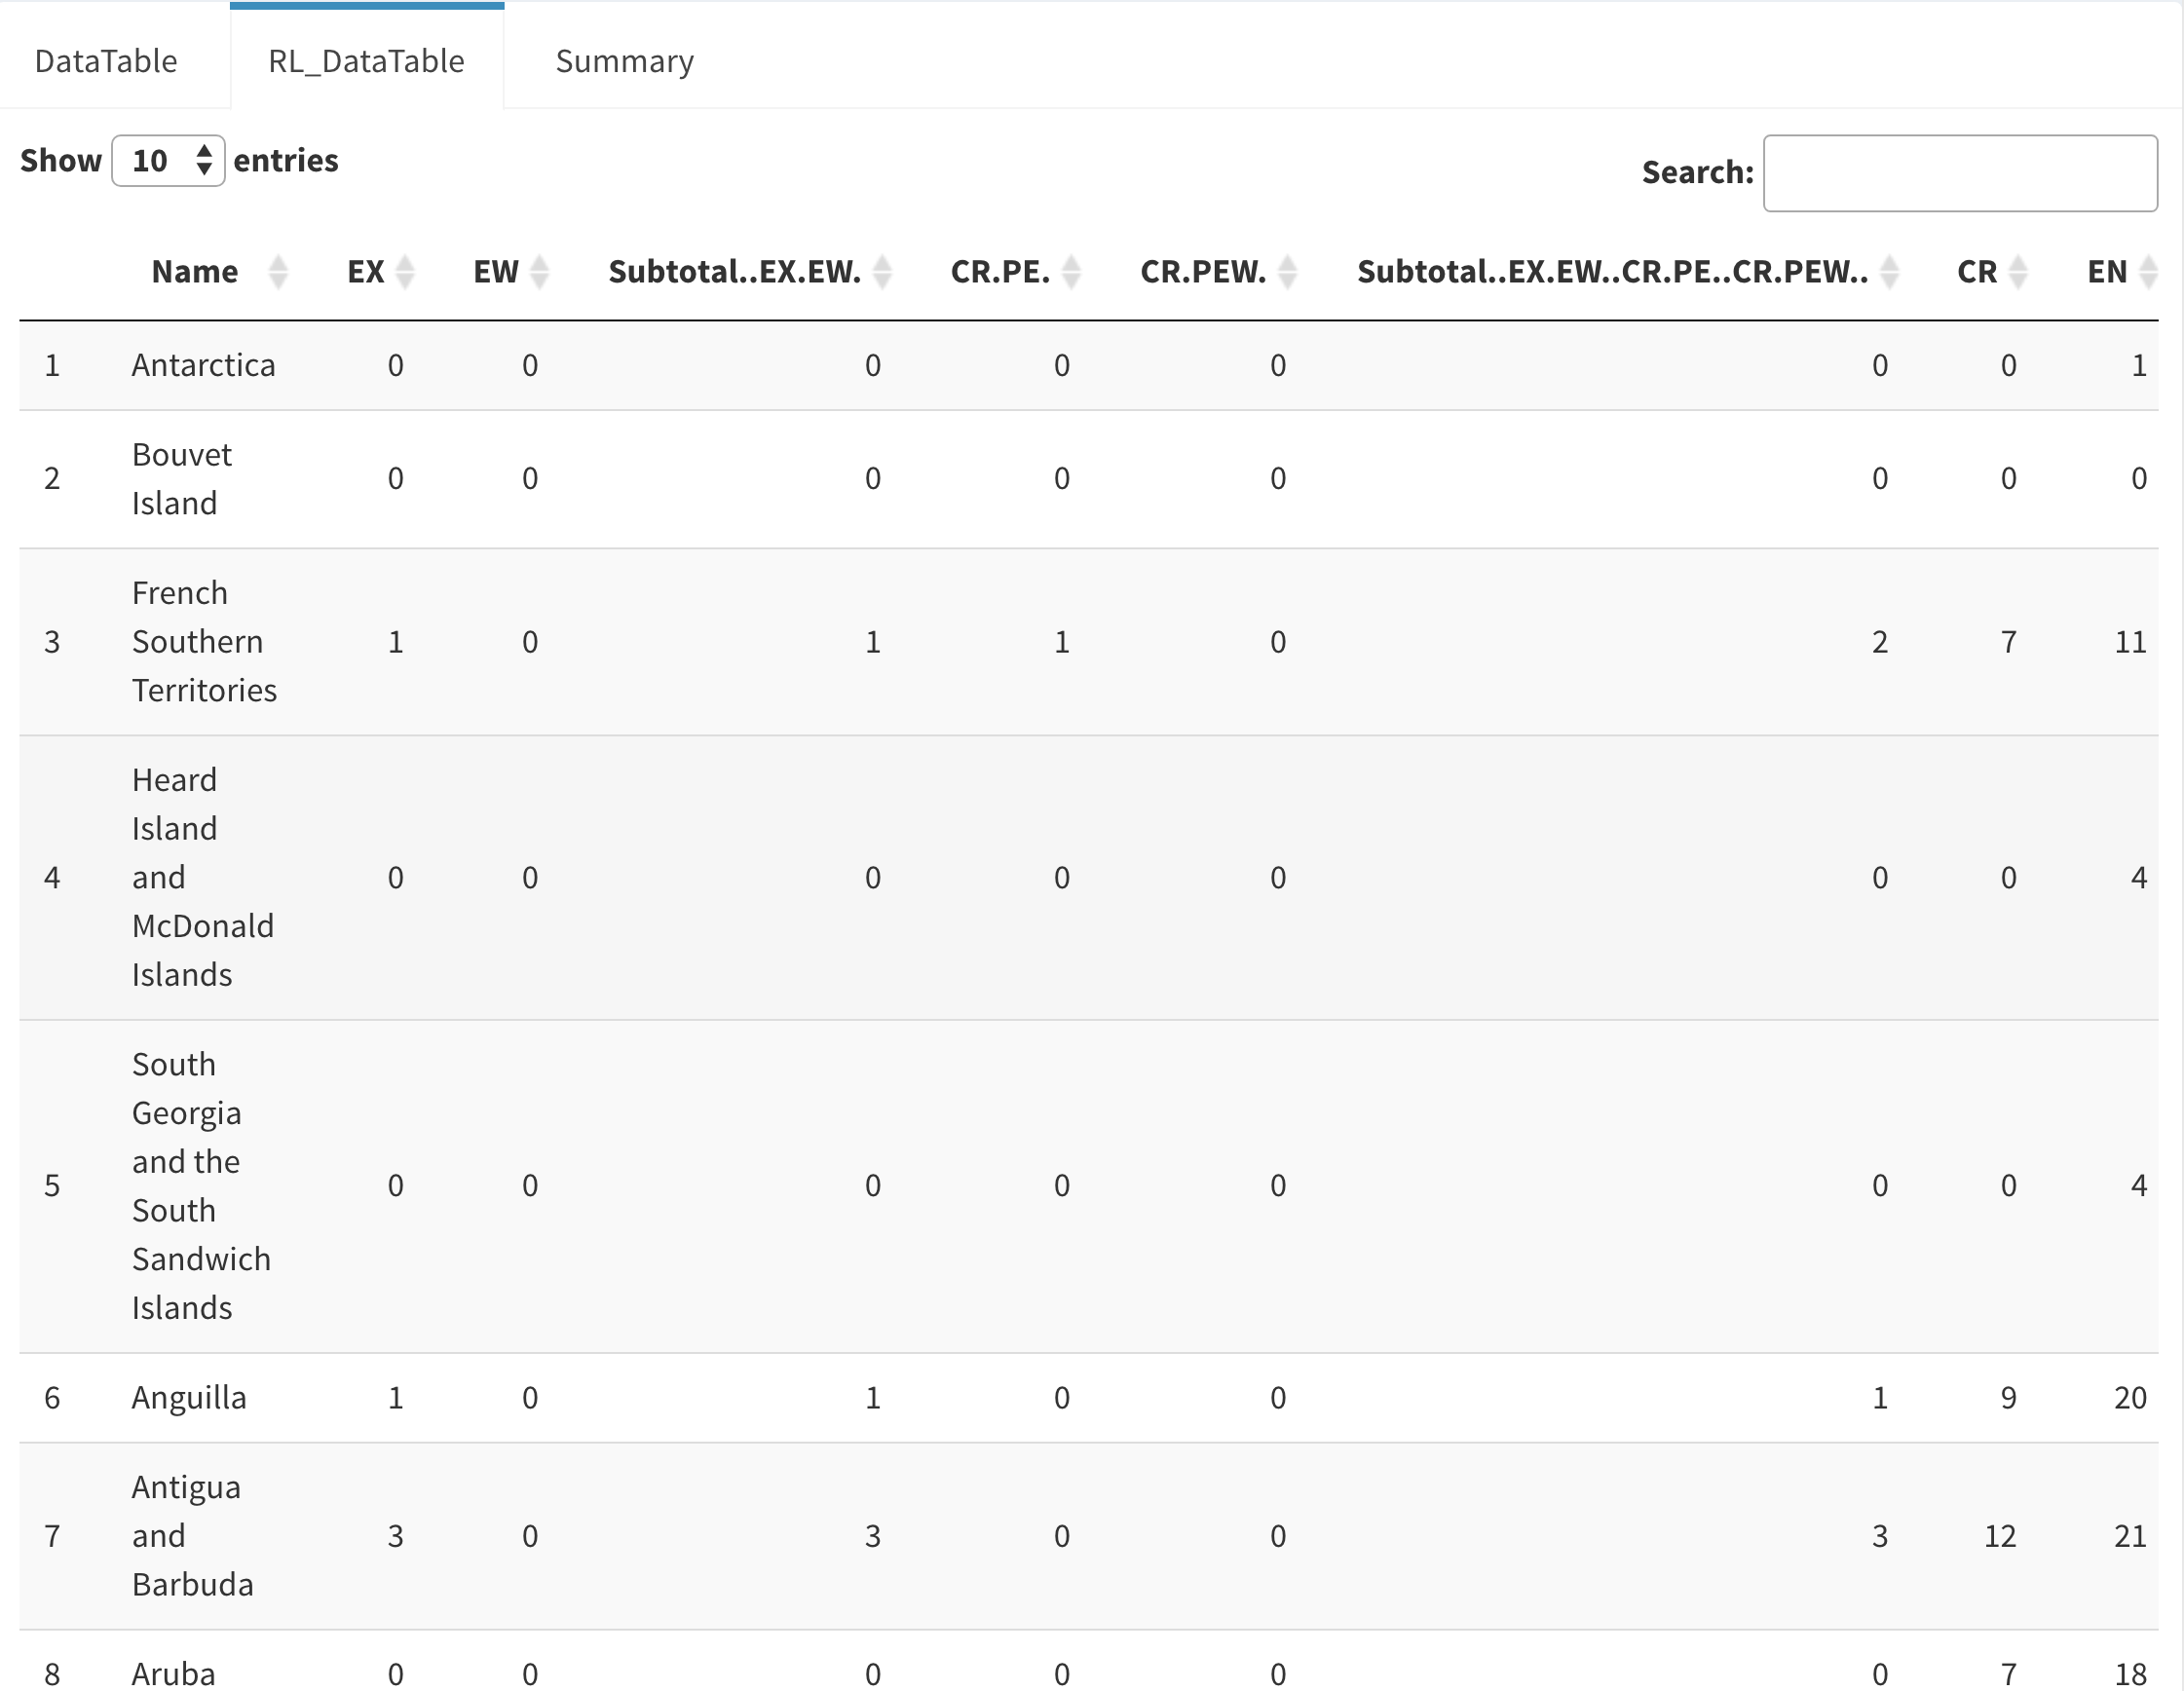 DataTable RL_DataTable Summary
Show 10 entries Search:
Name EX EW Subtotal..EX.EW. CR.PE. CR.PEW. Subtotal..EX.EW..CR.PE..CR.PEW.. CR EN
1 Antarctica 0 0 0 0 0 0 0 1
Bouvet
2 0 0 0 0 0 0 0 0
Island
French
3 Southern 1 0 1 1 0 2 7 11
Territories
Heard
Island
4 and 0 0 0 0 0 0 0 4
McDonald
Islands
South
Georgia
and the
5 0 0 0 0 0 0 0 4
South
Sandwich
Islands
6 Anguilla 1 0 1 0 0 1 9 20
Antigua
7 and 3 0 3 0 0 3 12 21
Barbuda
8 Aruba 0 0 0 0 0 0 7 18